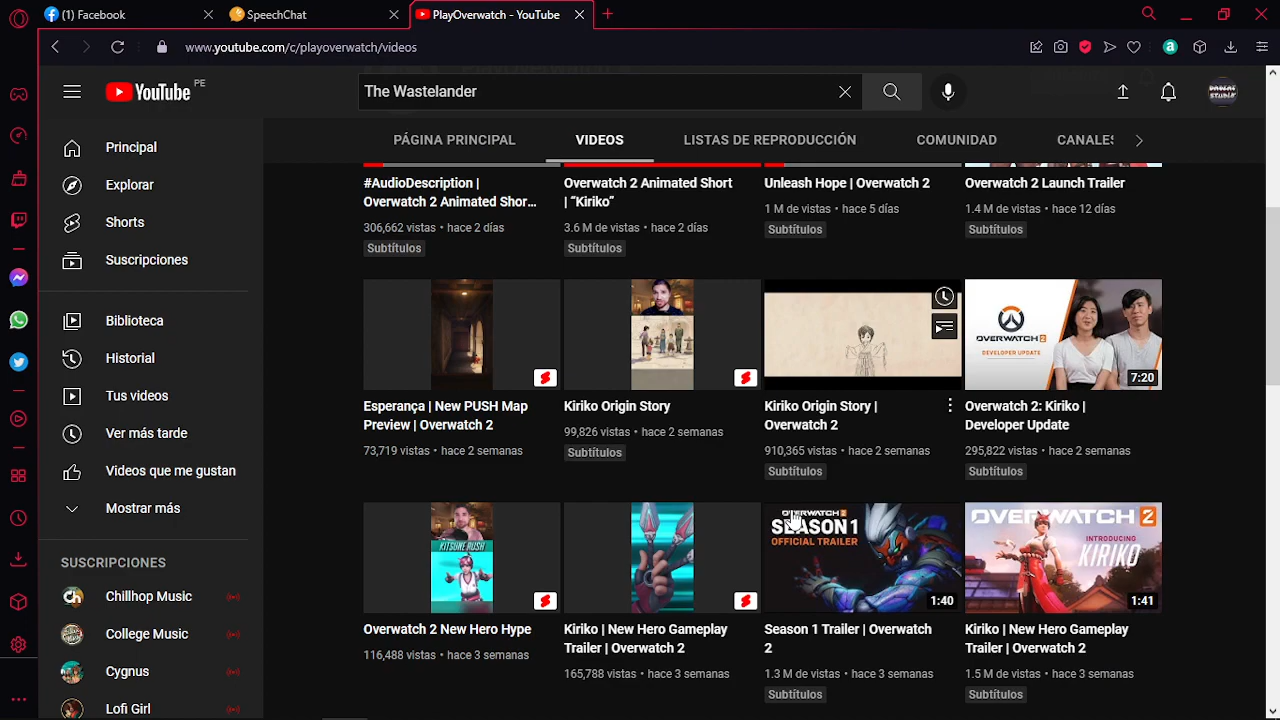 (1) Facebook
SpeechChat
PlayOverwatch - YouTube
www.youtube.com/c/playoverwatch/videos
YouTube PE
The Wastelander
PÁGINA PRINCIPAL
VIDEOS
LISTAS DE REPRODUCCIÓN
COMUNIDAD
CANALES
Principal
Explorar
Shorts
Suscripciones
Biblioteca
Historial
Tus videos
Ver más tarde
Videos que me gustan
Mostrar más
SUSCRIPCIONES
Chillhop Music
College Music
Cygnus
Lofi Girl
#AudioDescription |
Overwatch 2 Animated Shor...
306,662 vistas • hace 2 días
Subtítulos
Overwatch 2 Animated Short
| “Kiriko”
3.6 M de vistas • hace 2 días
Subtítulos
Unleash Hope | Overwatch 2
1 M de vistas • hace 5 días
Subtítulos
Overwatch 2 Launch Trailer
1.4 M de vistas • hace 12 días
Subtítulos
Esperança | New PUSH Map
Preview | Overwatch 2
73,719 vistas • hace 2 semanas
Kiriko Origin Story
99,826 vistas • hace 2 semanas
Subtítulos
Kiriko Origin Story |
Overwatch 2
910,365 vistas • hace 2 semanas
Subtítulos
OVERWATCH 2
DEVELOPER UPDATE
7:20
Overwatch 2: Kiriko |
Developer Update
295,822 vistas • hace 2 semanas
Subtítulos
KITSUNE RUSH
Overwatch 2 New Hero Hype
116,488 vistas • hace 3 semanas
Kiriko | New Hero Gameplay
Trailer | Overwatch 2
165,788 vistas • hace 3 semanas
OVERWATCH 2
SEASON 1
OFFICIAL TRAILER
1:40
Season 1 Trailer | Overwatch
2
1.3 M de vistas • hace 3 semanas
Subtítulos
OVERWATCH 2
INTRODUCING
KIRIKO
1:41
Kiriko | New Hero Gameplay
Trailer | Overwatch 2
1.5 M de vistas • hace 3 semanas
Subtítulos